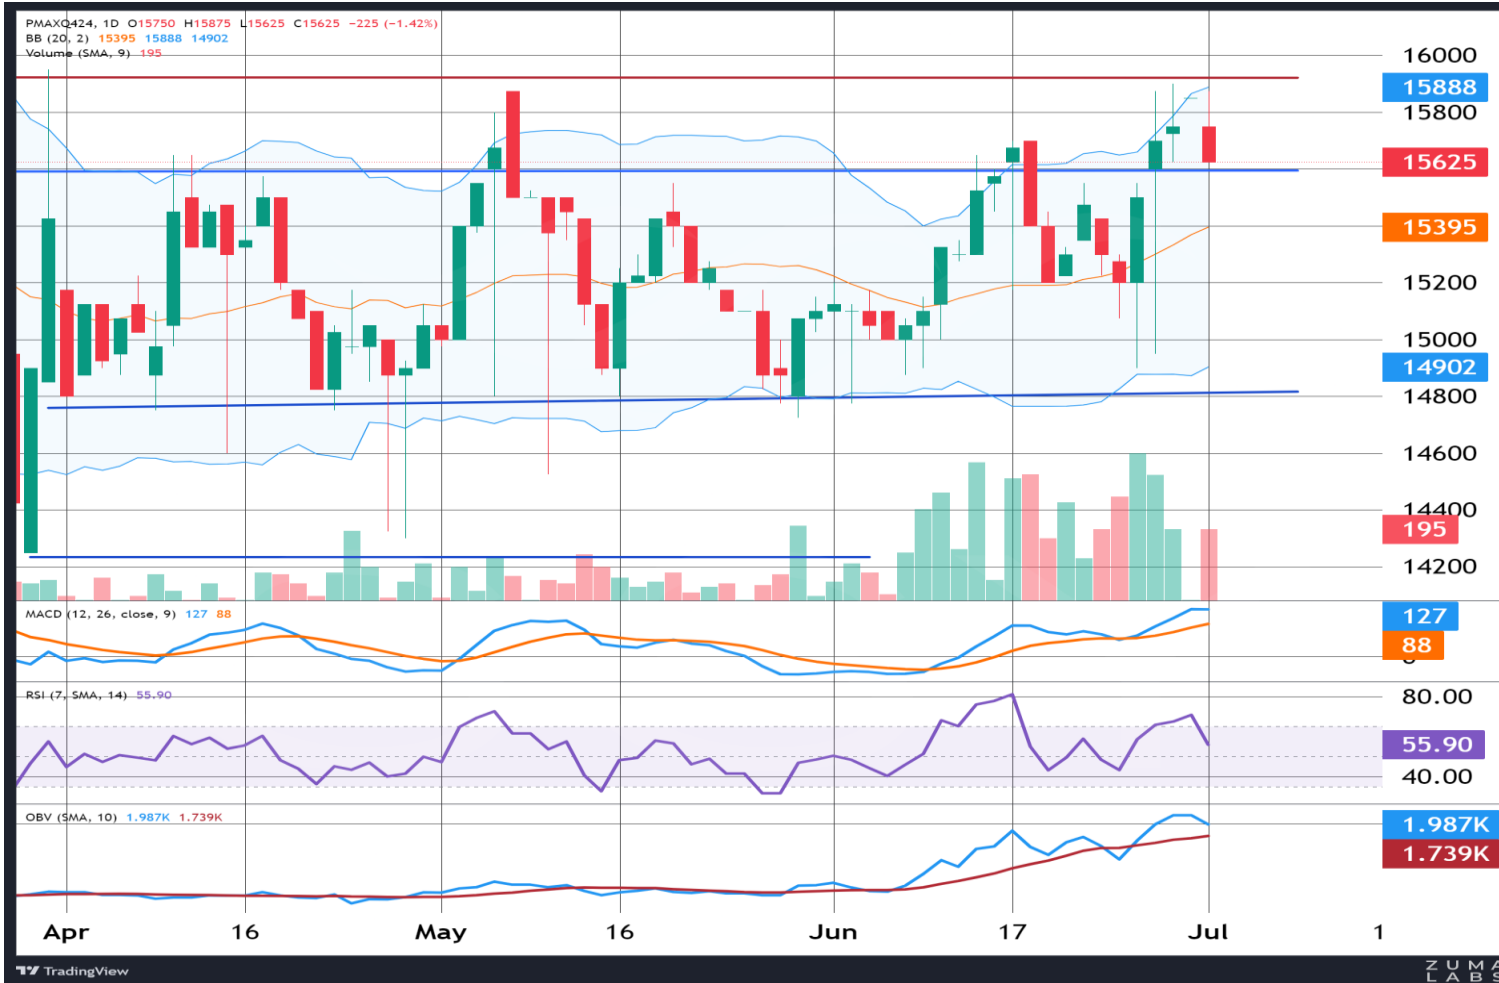 PMAXQ424, 1D O15750 H15875 L15625 C15625 −225 (−1.42%)
BB (20, 2) 15395 15888 14902
Volume (SMA, 9) 195
16000
15888
15800
15625
15395
15200
15000
14902
14800
14600
14400
195
14200
MACD (12, 26, close, 9) 127 88
127
88
RSI (7, SMA, 14) 55.90
80.00
55.90
40.00
OBV (SMA, 10) 1.987K 1.739K
1.987K
1.739K
Apr 16 May 16 Jun 17 Jul 1
TradingView
ZUMA
LABS